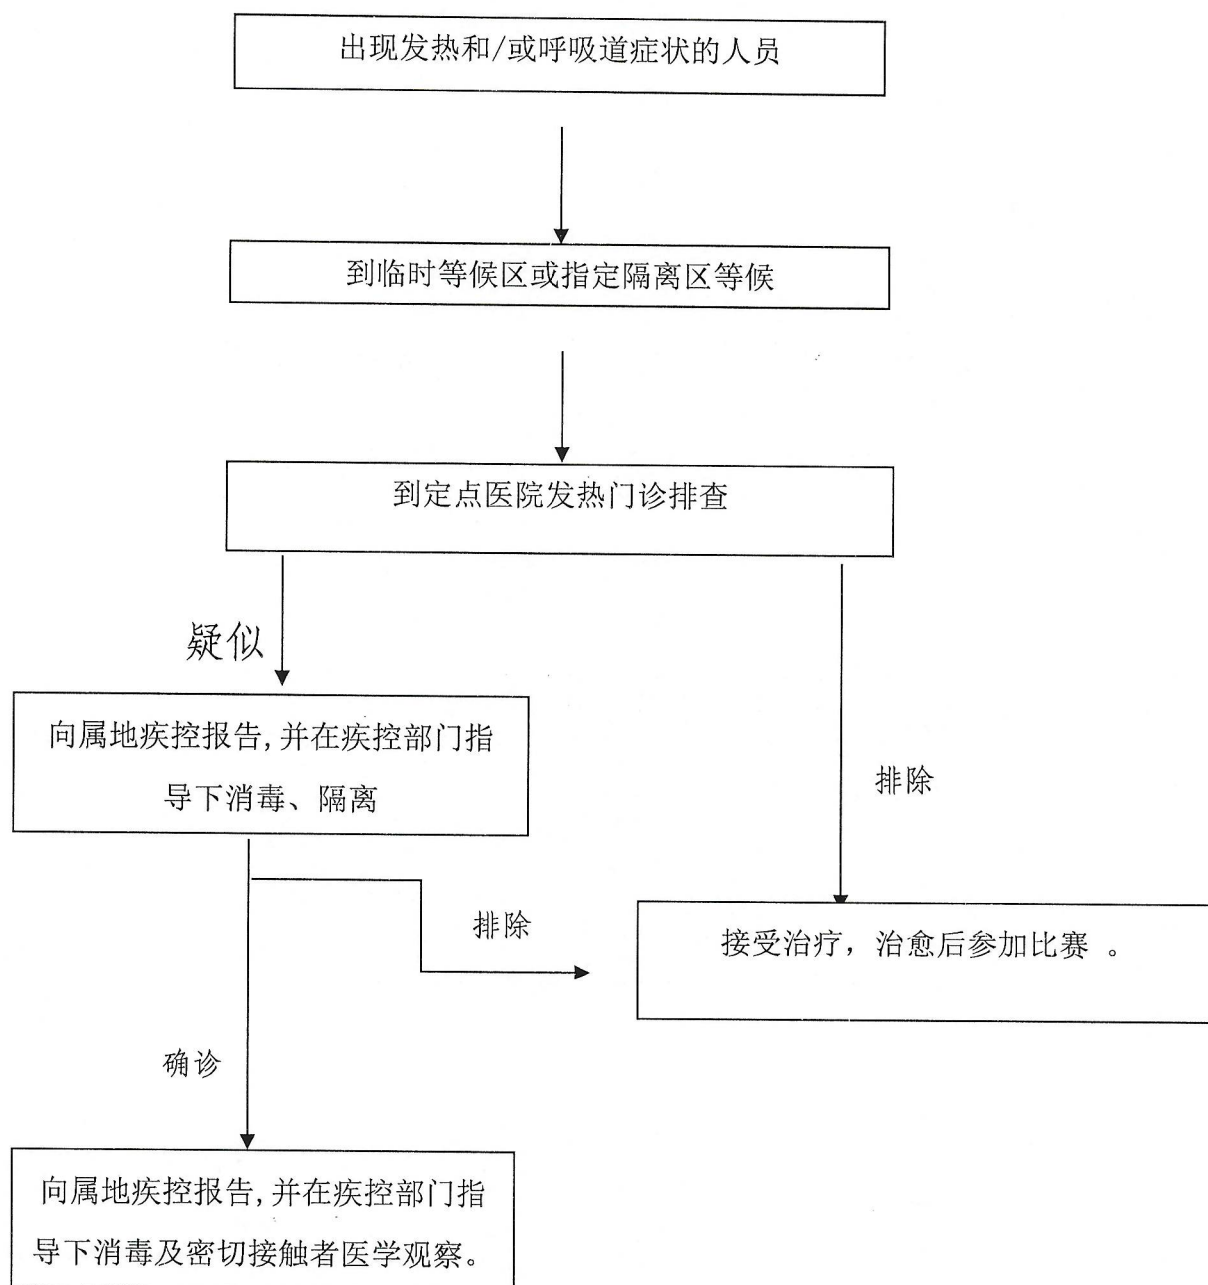 出现发热和/或呼吸道症状的人员
到临时等候区或指定隔离区等候
到定点医院发热门诊排查
疑似
向属地疾控报告,并在疾控部门指
导下消毒、隔离
排除
排除
接受治疗，治愈后参加比赛 。
确诊
向属地疾控报告,并在疾控部门指
导下消毒及密切接触者医学观察。